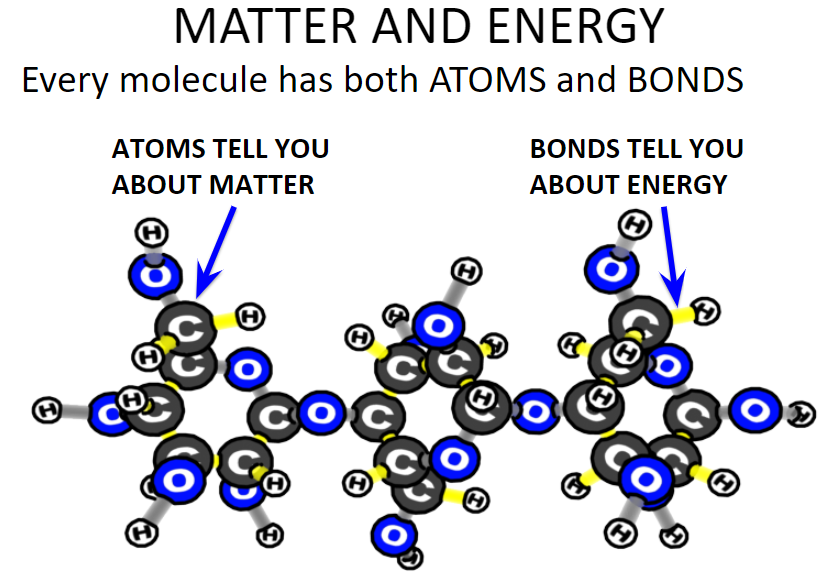 MATTER AND ENERGY
Every molecule has both ATOMS and BONDS
ATOMS TELL YOU
ABOUT MATTER
BONDS TELL YOU
ABOUT ENERGY
H H
O H O
C H H O C H
H H H H H
C O C C C O
H O H C C O C H O C H C O H
C C O C C
O H H C H H O H
O
H H O H H
H